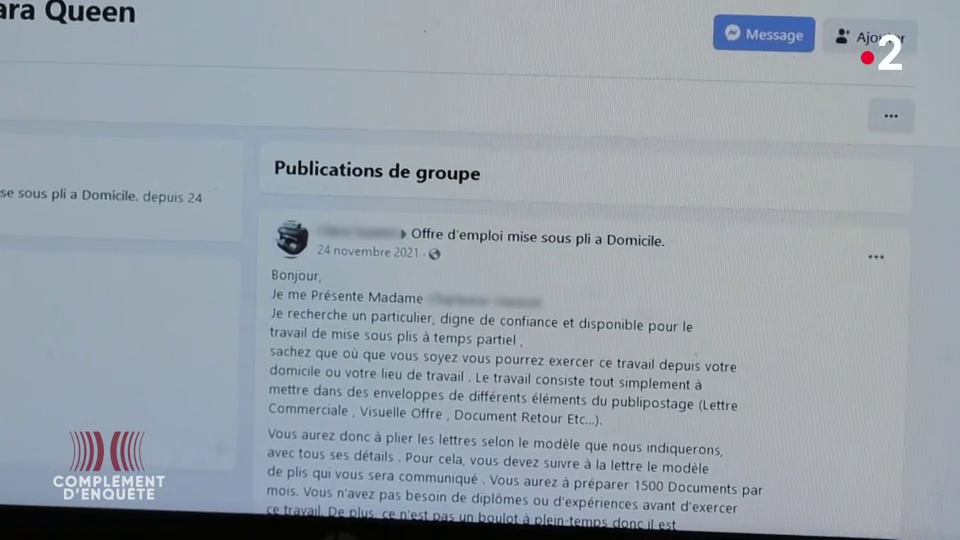 ara Queen
Message
Ajouter
2
...
Publications de groupe
se sous pli a Domicile. depuis 24
Offre d'emploi mise sous pli a Domicile.
24 novembre 2021
...
Bonjour,
Je me Présente Madame
Je recherche un particulier, digne de confiance et disponible pour le
travail de mise sous plis à temps partiel ,
sachez que où que vous soyez vous pourrez exercer ce travail depuis votre
domicile ou votre lieu de travail . Le travail consiste tout simplement à
mettre dans des enveloppes de différents éléments du publipostage (Lettre
Commerciale , Visuelle Offre , Document Retour Etc...).
Vous aurez donc à plier les lettres selon le modèle que nous indiquerons,
avec tous ses détails . Pour cela, vous devez suivre à la lettre le modèle
de plis qui vous sera communiqué . Vous aurez à préparer 1500 Documents par
mois. Vous n'avez pas besoin de diplômes ou d'expériences avant d'exercer
ce travail. De plus, ce n'est pas un boulot à plein-temps donc il est
COMPLÉMENT
D'ENQUÊTE